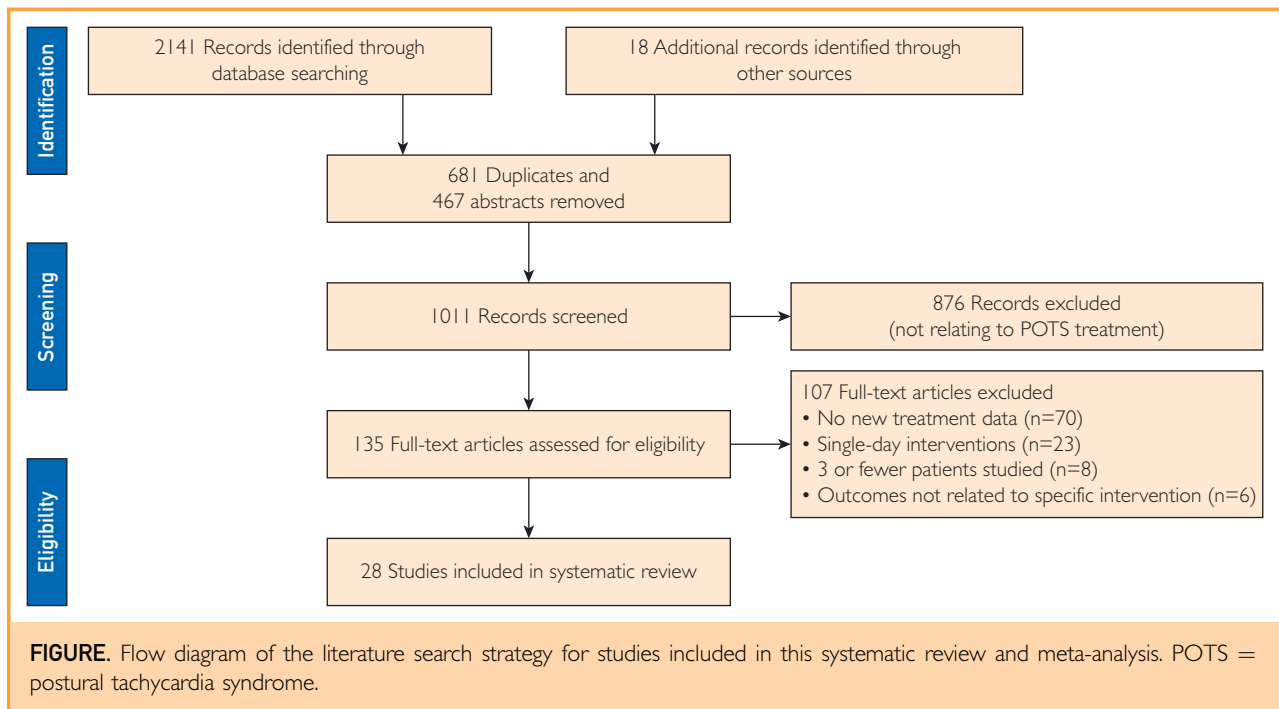 Identification
2141 Records identified through
database searching
18 Additional records identified through
other sources
681 Duplicates and
467 abstracts removed
Screening
1011 Records screened
876 Records excluded
(not relating to POTS treatment)
Eligibility
135 Full-text articles assessed for eligibility
107 Full-text articles excluded
• No new treatment data (n=70)
• Single-day interventions (n=23)
• 3 or fewer patients studied (n=8)
• Outcomes not related to specific intervention (n=6)
28 Studies included in systematic review
FIGURE. Flow diagram of the literature search strategy for studies included in this systematic review and meta-analysis. POTS =
postural tachycardia syndrome.